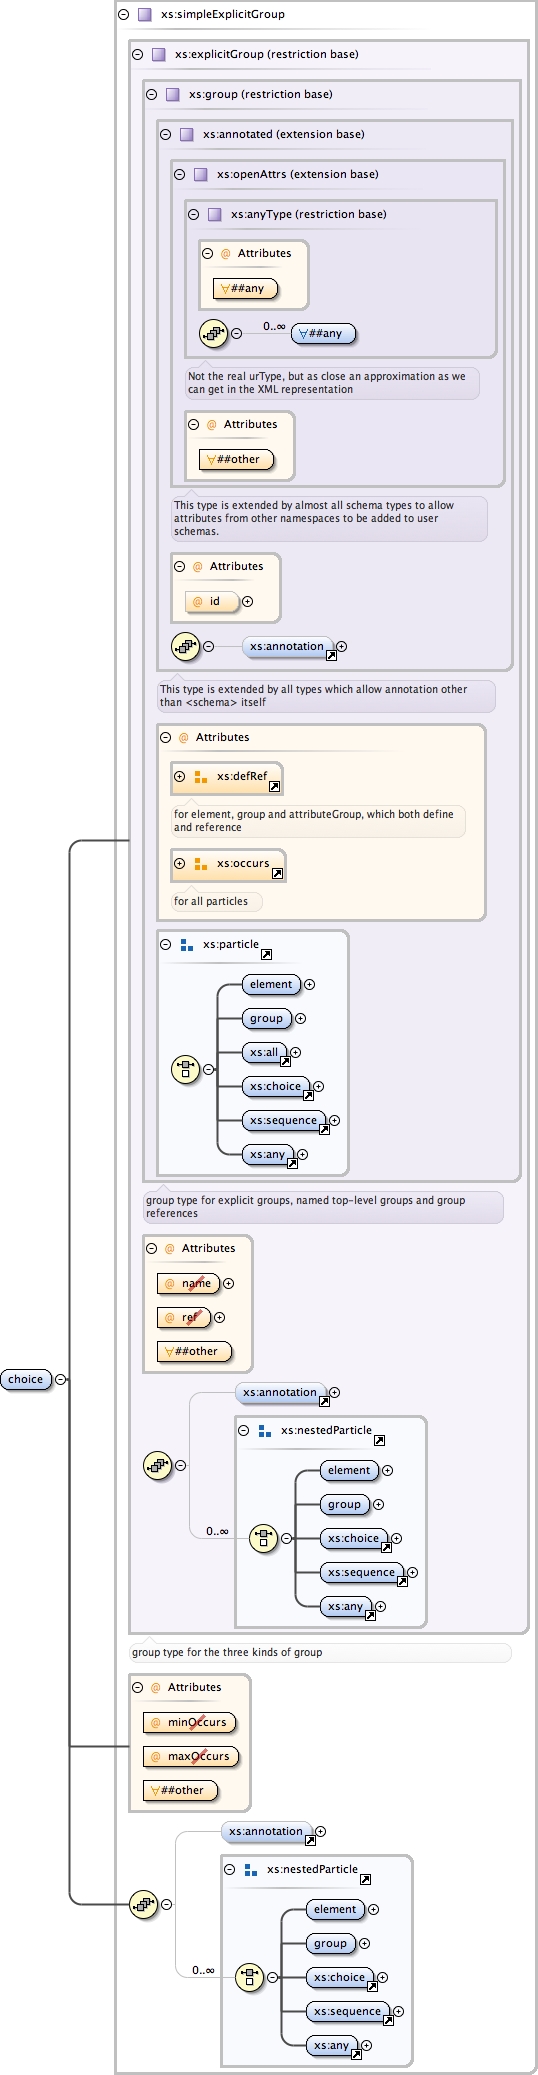 xs:simpleExplicitGroup
xs:explicitGroup (restriction base)
xs:group (restriction base)
xs:annotated (extension base)
xs:openAttrs (extension base)
xs:anyType (restriction base)
@ Attributes
∀##any
0..∞
∀##any
Not the real urType, but as close an approximation as we
can get in the XML representation
@ Attributes
∀##other
This type is extended by almost all schema types to allow
attributes from other namespaces to be added to user
schemas.
@ Attributes
@ id
xs:annotation
This type is extended by all types which allow annotation other
than <schema> itself
@ Attributes
xs:defRef
for element, group and attributeGroup, which both define
and reference
xs:occurs
for all particles
xs:particle
element
group
xs:all
xs:choice
xs:sequence
xs:any
group type for explicit groups, named top-level groups and group
references
@ Attributes
@ name
@ ref
∀##other
choice
xs:annotation
xs:nestedParticle
element
group
0..∞
xs:choice
xs:sequence
xs:any
group type for the three kinds of group
@ Attributes
@ minOccurs
@ maxOccurs
∀##other
xs:annotation
xs:nestedParticle
element
group
0..∞
xs:choice
xs:sequence
xs:any